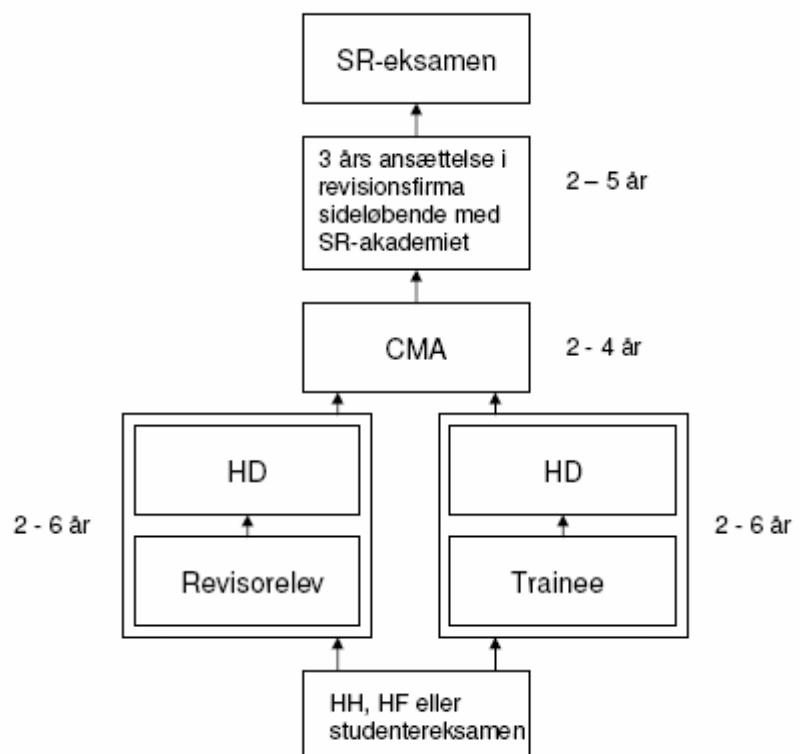 SR-eksamen
3 års ansættelse i
revisionsfirma
sideløbende med
SR-akademiet
2 – 5 år
CMA
2 - 4 år
HD
HD
2 - 6 år
2 - 6 år
Revisorelev
Trainee
HH, HF eller
studentereksamen